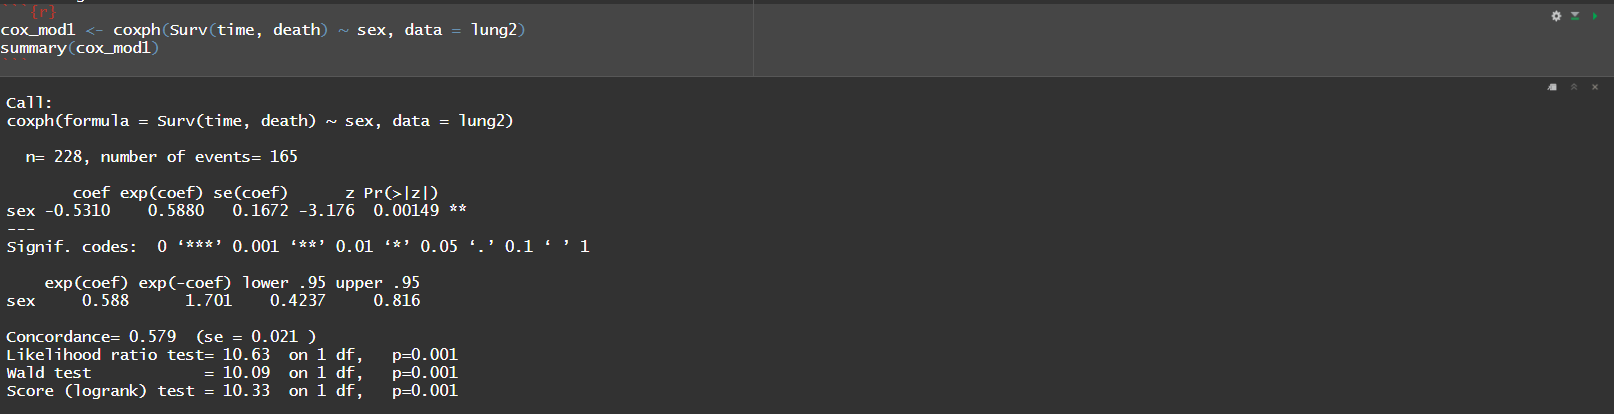 ```{r}
cox_mod1 <- coxph(Surv(time, death) ~ sex, data = lung2)
summary(cox_mod1)
```
Call:
coxph(formula = Surv(time, death) ~ sex, data = lung2)
  n= 228, number of events= 165
       coef exp(coef) se(coef)      z Pr(>|z|)
sex -0.5310    0.5880   0.1672 -3.176  0.00149 **
---
Signif. codes:  0 ‘***’ 0.001 ‘**’ 0.01 ‘*’ 0.05 ‘.’ 0.1 ‘ ’ 1
    exp(coef) exp(-coef) lower .95 upper .95
sex     0.588      1.701    0.4237     0.816
Concordance= 0.579  (se = 0.021 )
Likelihood ratio test= 10.63  on 1 df,   p=0.001
Wald test            = 10.09  on 1 df,   p=0.001
Score (logrank) test = 10.33  on 1 df,   p=0.001